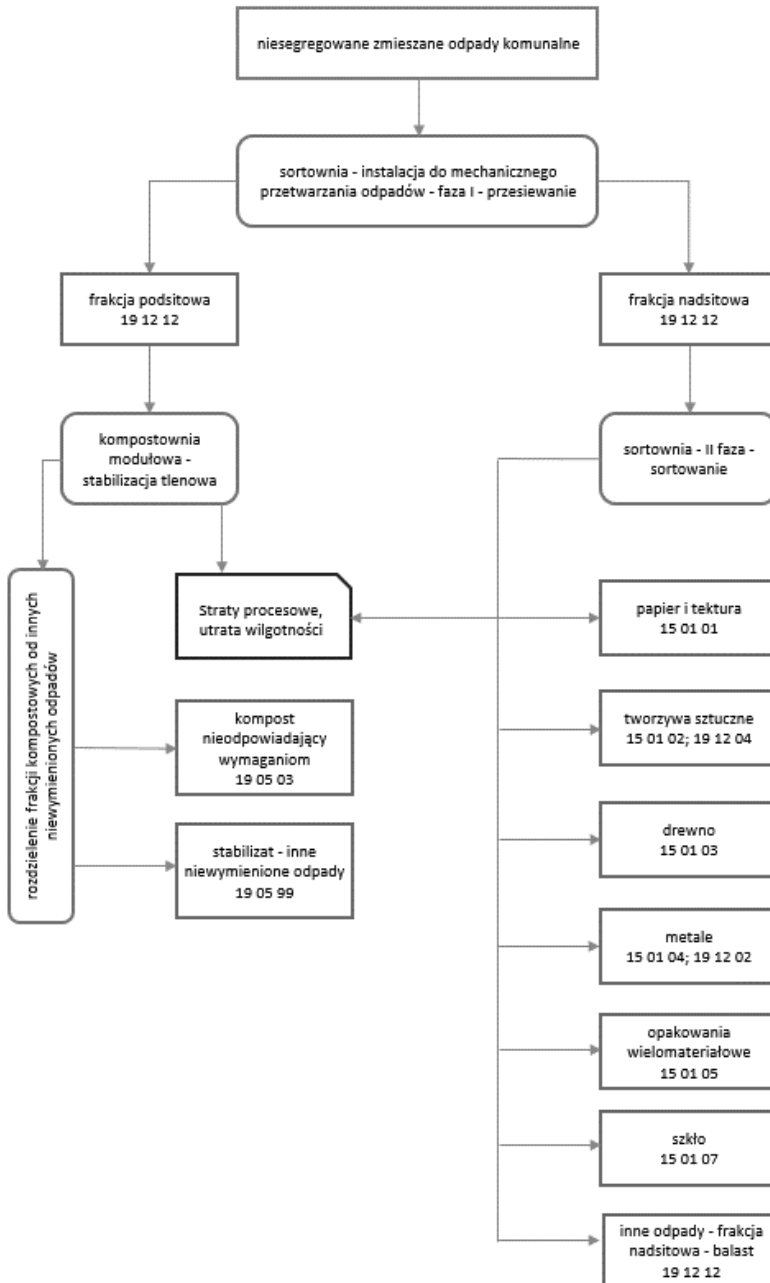 niesegregowane zmieszane odpady komunalne
sortownia - instalacja do mechanicznego
przetwarzania odpadów - faza I - przesiewanie
frakcja podsitowa
19 12 12
frakcja nadsitowa
19 12 12
kompostownia
modułowa -
stabilizacja tlenowa
sortownia - II faza -
sortowanie
rozdzielenie frakcji kompostowych od innych
niewymienionych odpadów
Straty procesowe,
utrata wilgotności
kompost
nieodpowiadający
wymaganiom
19 05 03
stabilizat - inne
niewymienione odpady
19 05 99
papier i tektura
15 01 01
tworzywa sztuczne
15 01 02; 19 12 04
drewno
15 01 03
metale
15 01 04; 19 12 02
opakowania
wielomateriałowe
15 01 05
szkło
15 01 07
inne odpady - frakcja
nadsitowa - balast
19 12 12